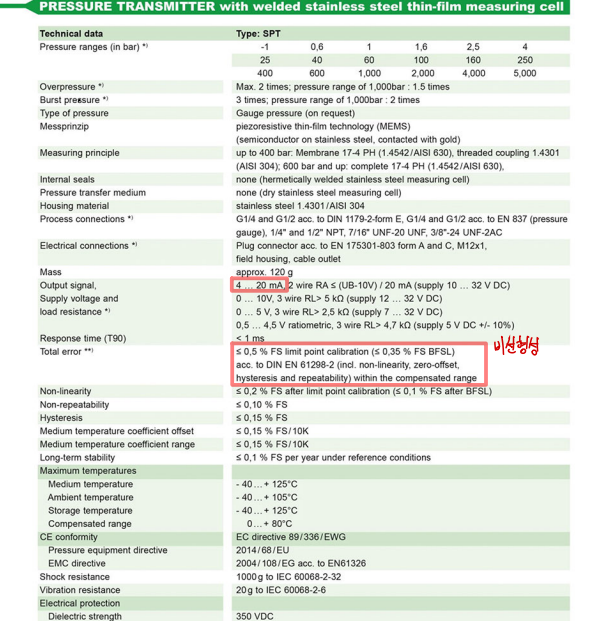 PRESSURE TRANSMITTER with welded stainless steel thin-film measuring cell
Technical data Type: SPT
Pressure ranges (in bar) *) -1 0,6 1 1,6 2,5 4
25 40 60 100 160 250
400 600 1,000 2,000 4,000 5,000
Overpressure *) Max. 2 times; pressure range of 1,000bar : 1.5 times
Burst pressure *) 3 times; pressure range of 1,000bar : 2 times
Type of pressure Gauge pressure (on request)
Messprinzip piezoresistive thin-film technology (MEMS)
(semiconductor on stainless steel, contacted with gold)
Measuring principle up to 400 bar: Membrane 17-4 PH (1.4542/AISI 630), threaded coupling 1.4301
(AISI 304); 600 bar and up: complete 17-4 PH (1.4542/AISI 630),
Internal seals none (hermetically welded stainless steel measuring cell)
Pressure transfer medium none (dry stainless steel measuring cell)
Housing material stainless steel 1.4301/AISI 304
Process connections *) G1/4 and G1/2 acc. to DIN 1179-2-form E, G1/4 and G1/2 acc. to EN 837 (pressure
gauge), 1/4" and 1/2" NPT, 7/16" UNF-20 UNF, 3/8"-24 UNF-2AC
Electrical connections *) Plug connector acc. to EN 175301-803 form A and C, M12x1,
field housing, cable outlet
Mass approx. 120 g
Output signal, 4 … 20 mA, 2 wire RA ≤ (UB-10V) / 20 mA (supply 10 … 32 V DC)
Supply voltage and 0 … 10V, 3 wire RL> 5 kΩ (supply 12 … 32 V DC)
load resistance *) 0 … 5 V, 3 wire RL> 2,5 kΩ (supply 7 … 32 V DC)
0,5 … 4,5 V ratiometric, 3 wire RL> 4,7 kΩ (supply 5 V DC +/- 10%)
Response time (T90) < 1 ms
Total error **) ≤ 0,5 % FS limit point calibration (≤ 0,35 % FS BFSL)
비선형성
acc. to DIN EN 61298-2 (incl. non-linearity, zero-offset,
hysteresis and repeatability) within the compensated range
Non-linearity ≤ 0,2 % FS after limit point calibration (≤ 0,1 % FS after BFSL)
Non-repeatability ≤ 0,10 % FS
Hysteresis ≤ 0,15 % FS
Medium temperature coefficient offset ≤ 0,15 % FS/10K
Medium temperature coefficient range ≤ 0,15 % FS/10K
Long-term stability ≤ 0,1 % FS per year under reference conditions
Maximum temperatures
Medium temperature - 40 … + 125°C
Ambient temperature - 40 … + 105°C
Storage temperature - 40 … + 125°C
Compensated range 0 … + 80°C
CE conformity EC directive 89/336/EWG
Pressure equipment directive 2014/68/EU
EMC directive 2004/108/EG acc. to EN61326
Shock resistance 1000 g to IEC 60068-2-32
Vibration resistance 20 g to IEC 60068-2-6
Electrical protection
Dielectric strength 350 VDC